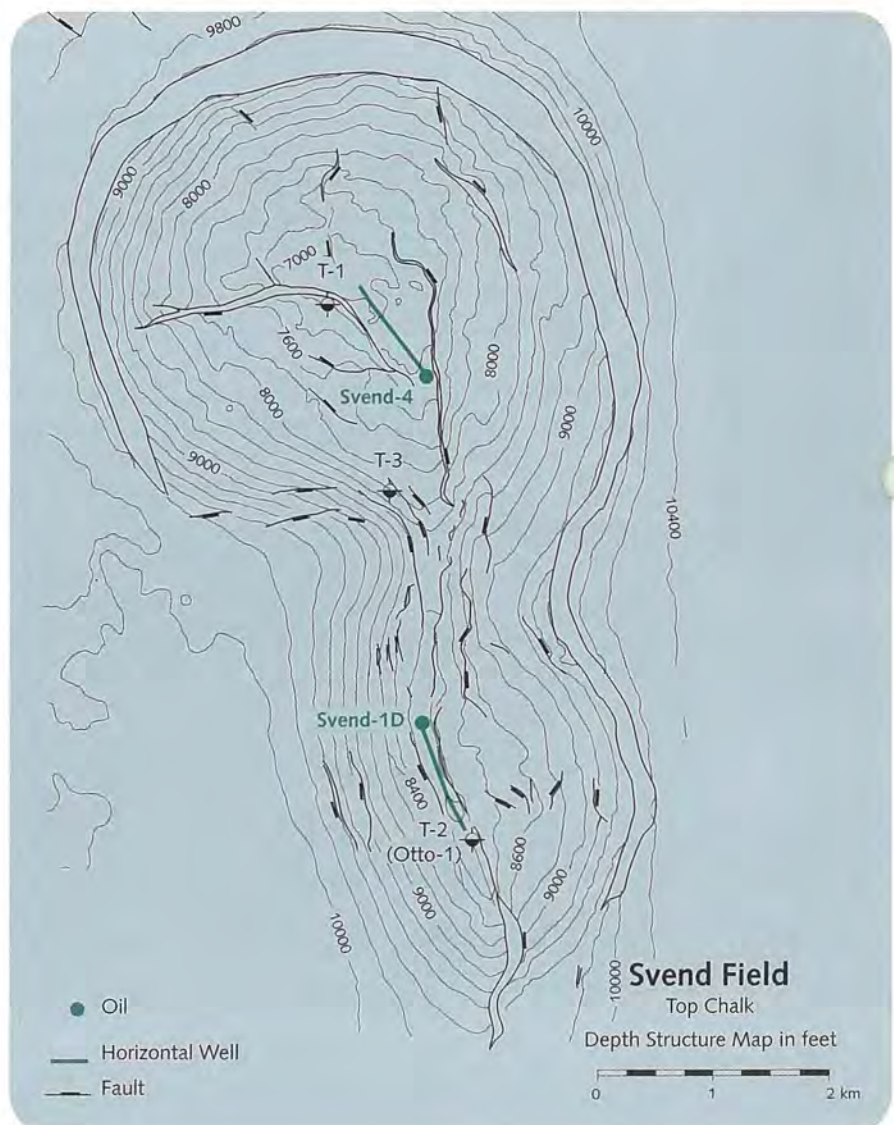 9800
10000
9000
8000
7000
T-1
7600
8000
Svend-4
8000
9000
T-3
9000
10400
Svend-1D
8400
T-2
(Otto-1)
8600
9000
9000
10000
10000
Svend Field
Top Chalk
Depth Structure Map in feet
0 1 2 km
Oil
Horizontal Well
Fault